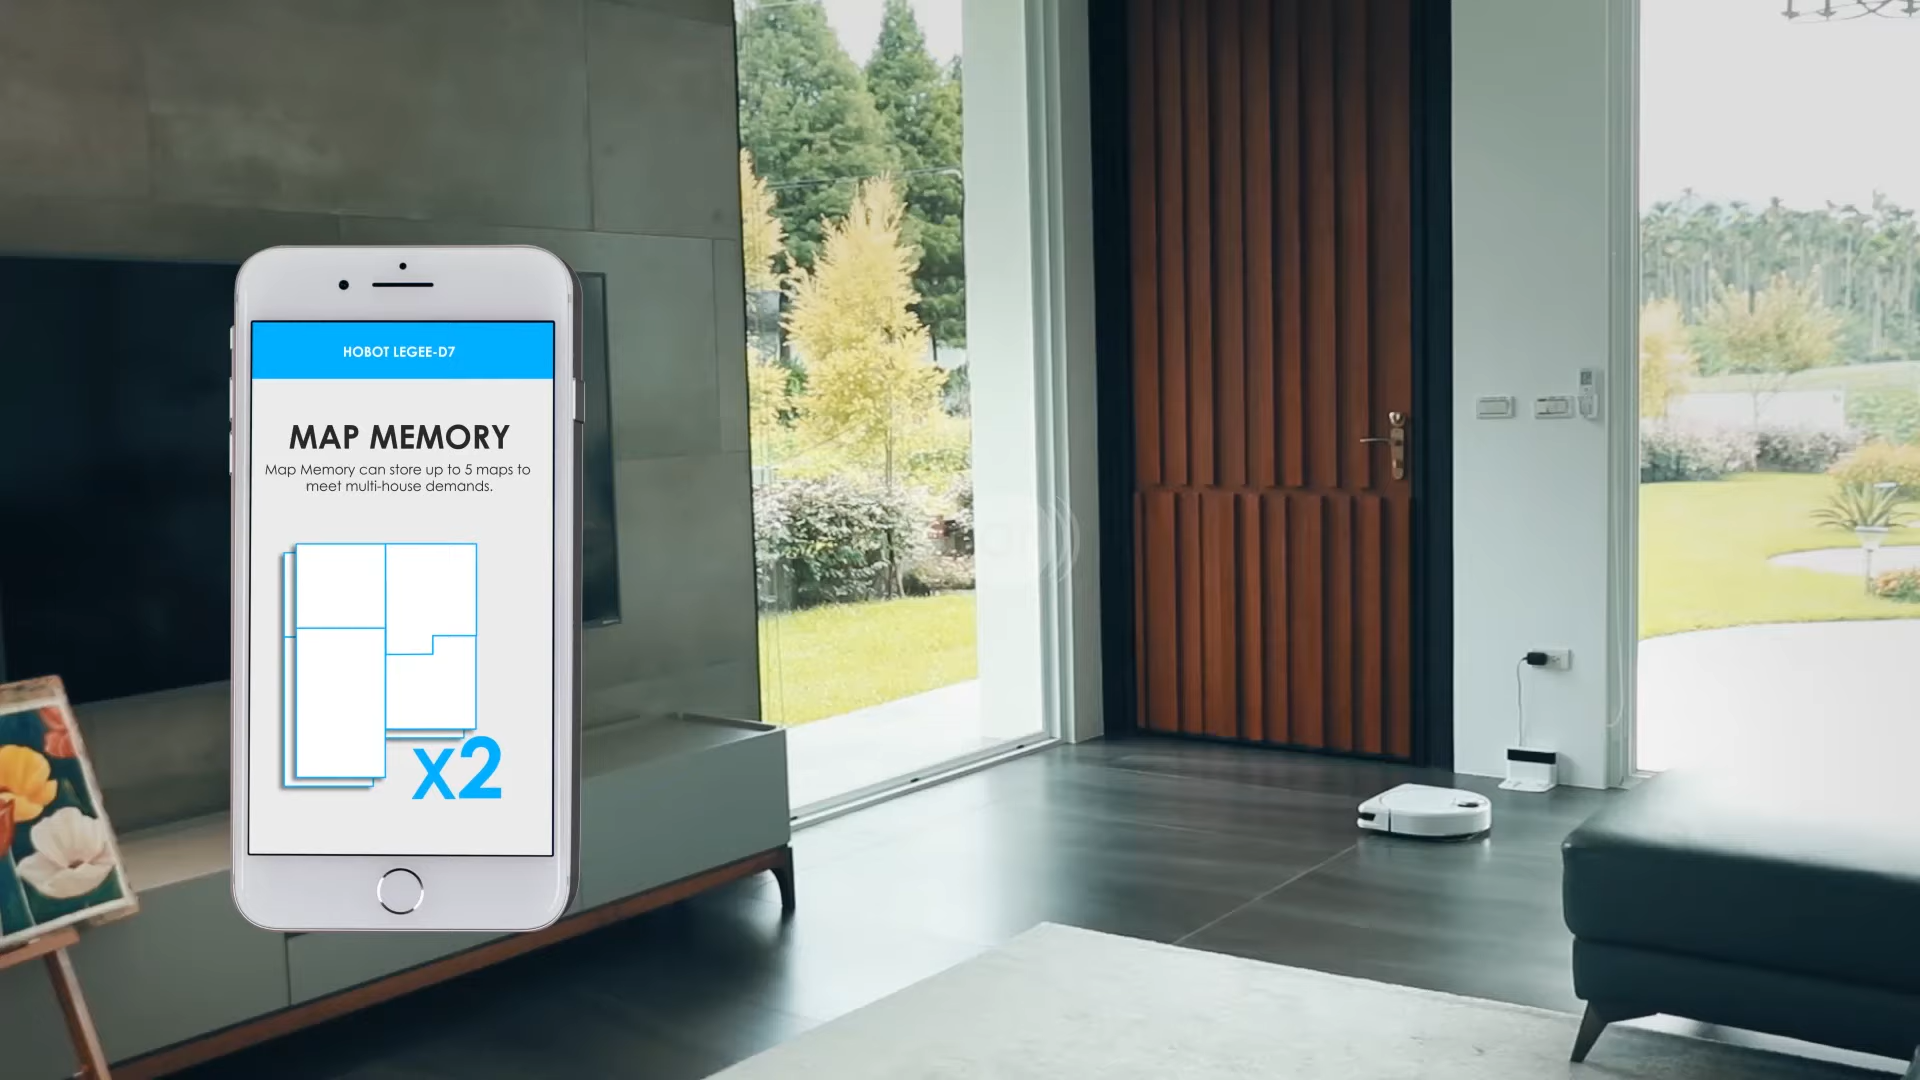 HOBOT LEGEE-D7
MAP MEMORY
Map Memory can store up to 5 maps to
meet multi-house demands.
x2